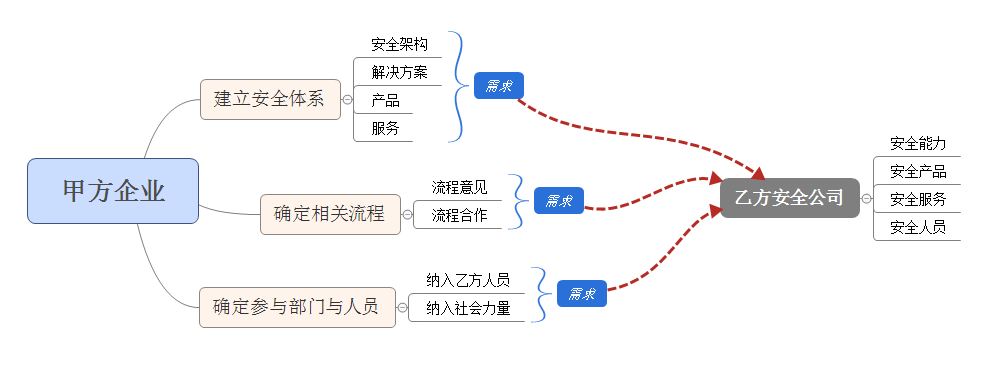 甲方企业
建立安全体系
安全架构
解决方案
产品
服务
需求
确定相关流程
流程意见
流程合作
需求
确定参与部门与人员
纳入乙方人员
纳入社会力量
需求
乙方安全公司
安全能力
安全产品
安全服务
安全人员